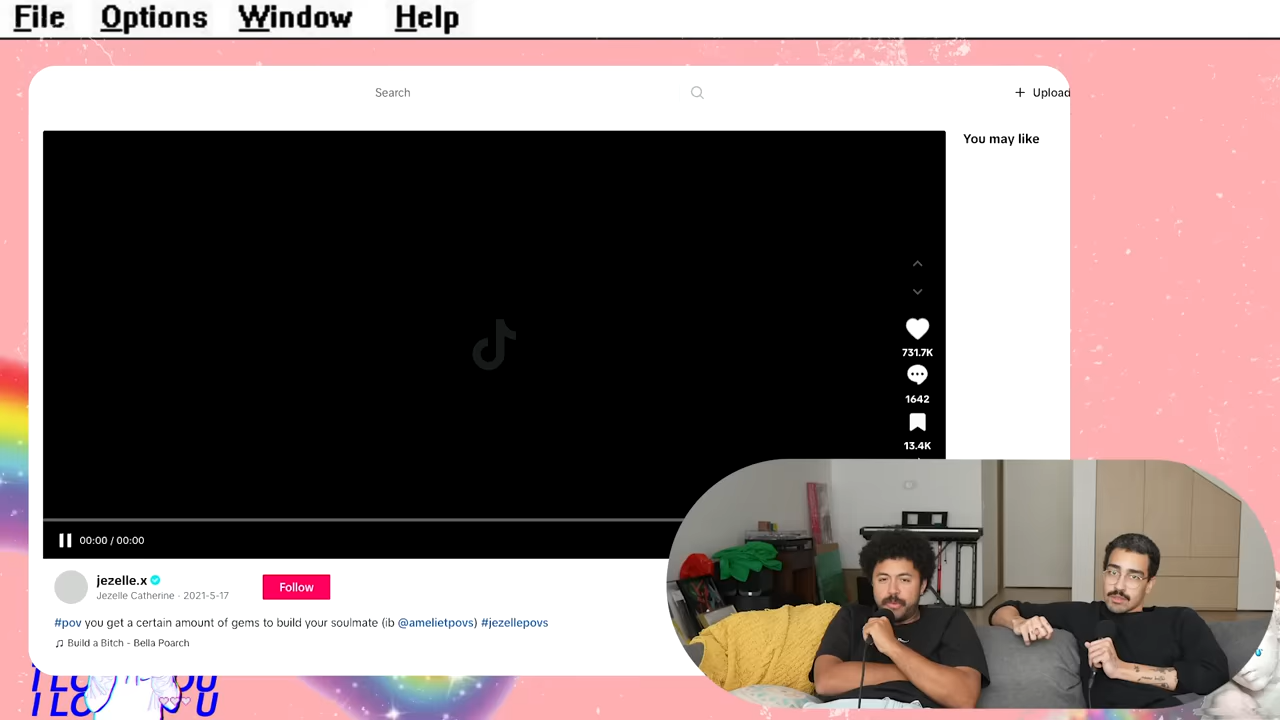 File Options Window Help
Search
+ Upload
You may like
731.7K
1642
13.4K
00:00 / 00:00
jezelle.x
Jezelle Catherine · 2021-5-17
Follow
#pov you get a certain amount of gems to build your soulmate (ib @amelietpovs) #jezellepovs
Build a Bitch - Bella Poarch